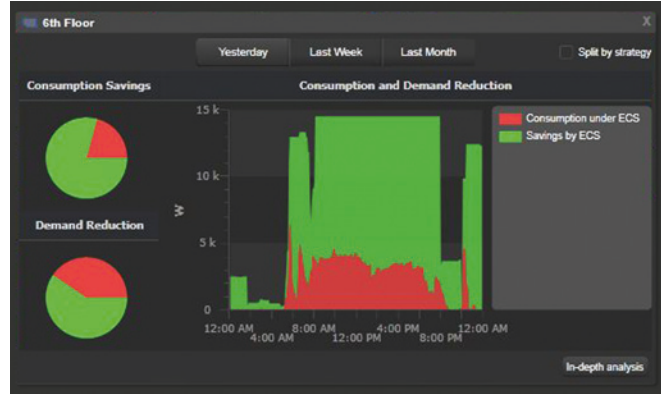 6th Floor X
Yesterday Last Week Last Month Split by strategy
Consumption Savings
Consumption and Demand Reduction
15 k
10 k
5 k
0
W
Consumption under ECS
Savings by ECS
Demand Reduction
12:00 AM 8:00 AM 4:00 PM 12:00 AM
4:00 AM 12:00 PM 8:00 PM
In-depth analysis